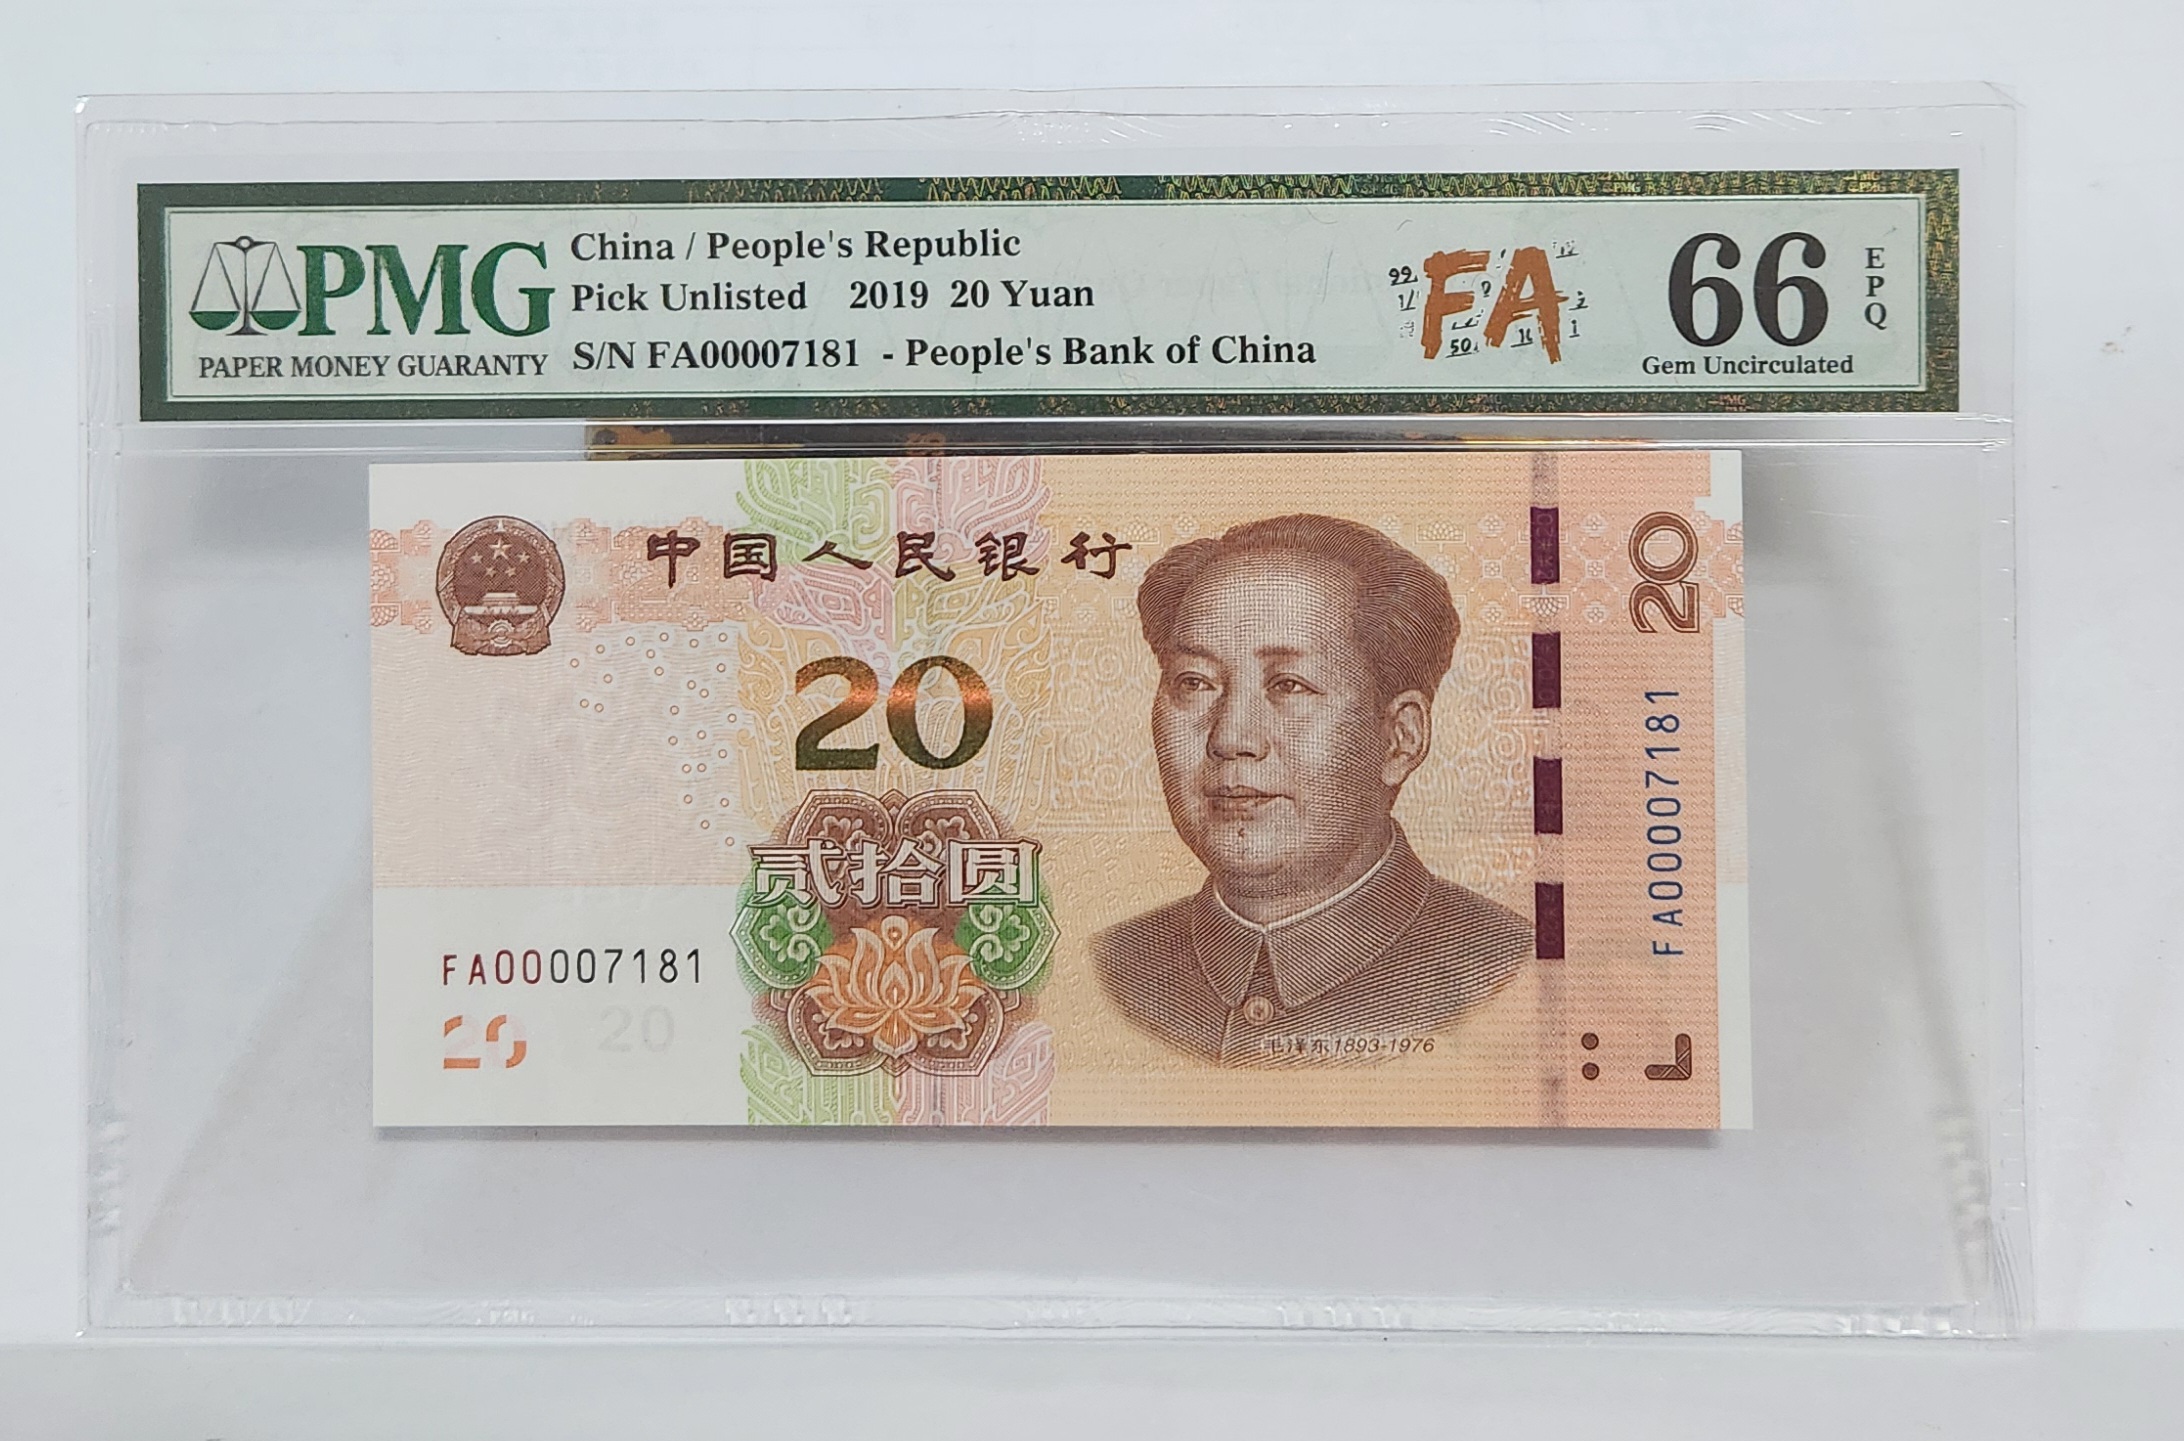 PMG
PAPER MONEY GUARANTY
China / People's Republic
Pick Unlisted 2019 20 Yuan
S/N FA00007181 - People's Bank of China
FA
66
EPQ
Gem Uncirculated
中国人民银行
20
20
贰拾圆
FA00007181
FA00007181
20
20
毛泽东1893-1976